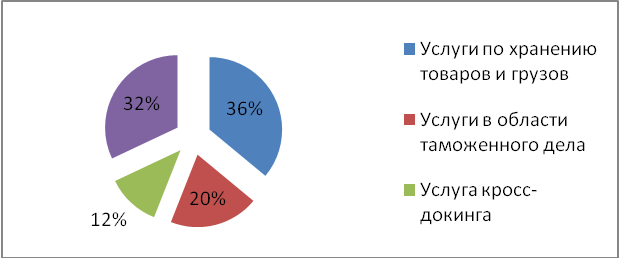 32%
36%
20%
12%
Услуги по хранению
товаров и грузов
Услуги в области
таможенного дела
Услуга кросс-
докинга